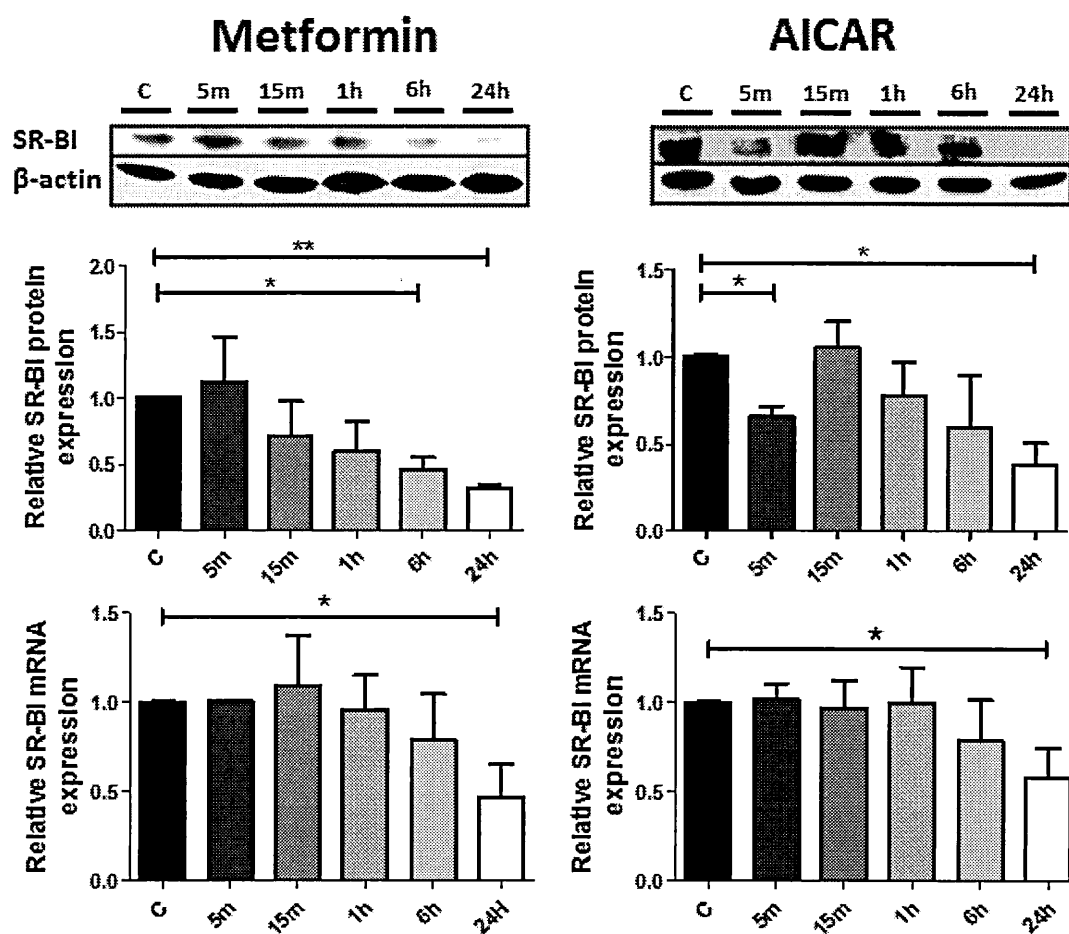 Metformin
AICAR
C 5m 15m 1h 6h 24h
C 5m 15m 1h 6h 24h
SR-BI
β-actin
Relative SR-BI protein
expression
2.0
1.5
1.0
0.5
0.0
**
*
C 5m 15m 1h 6h 24h
Relative SR-BI protein
expression
1.5
1.0
0.5
0.0
*
*
C 5m 15m 1h 6h 24h
Relative SR-BI mRNA
expression
1.5
1.0
0.5
0.0
*
C 5m 15m 1h 6h 24H
Relative SR-BI mRNA
expression
1.5
1.0
0.5
0.0
*
C 5m 15m 1h 6h 24h